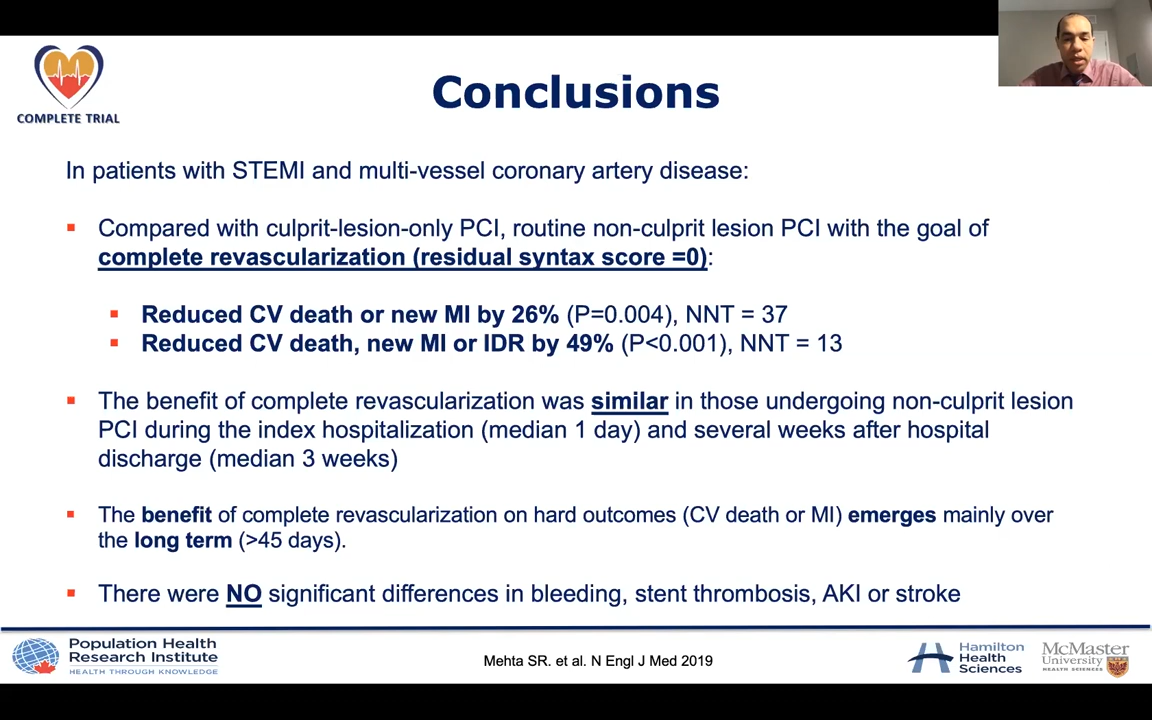 COMPLETE TRIAL
Conclusions
In patients with STEMI and multi-vessel coronary artery disease:
▪ Compared with culprit-lesion-only PCI, routine non-culprit lesion PCI with the goal of
complete revascularization (residual syntax score =0):
▪ Reduced CV death or new MI by 26% (P=0.004), NNT = 37
▪ Reduced CV death, new MI or IDR by 49% (P<0.001), NNT = 13
▪ The benefit of complete revascularization was similar in those undergoing non-culprit lesion
PCI during the index hospitalization (median 1 day) and several weeks after hospital
discharge (median 3 weeks)
▪ The benefit of complete revascularization on hard outcomes (CV death or MI) emerges mainly over
the long term (>45 days).
▪ There were NO significant differences in bleeding, stent thrombosis, AKI or stroke
Population Health
Research Institute
HEALTH THROUGH KNOWLEDGE
Mehta SR. et al. N Engl J Med 2019
Hamilton
Health
Sciences
McMaster
University
HEALTH SCIENCES